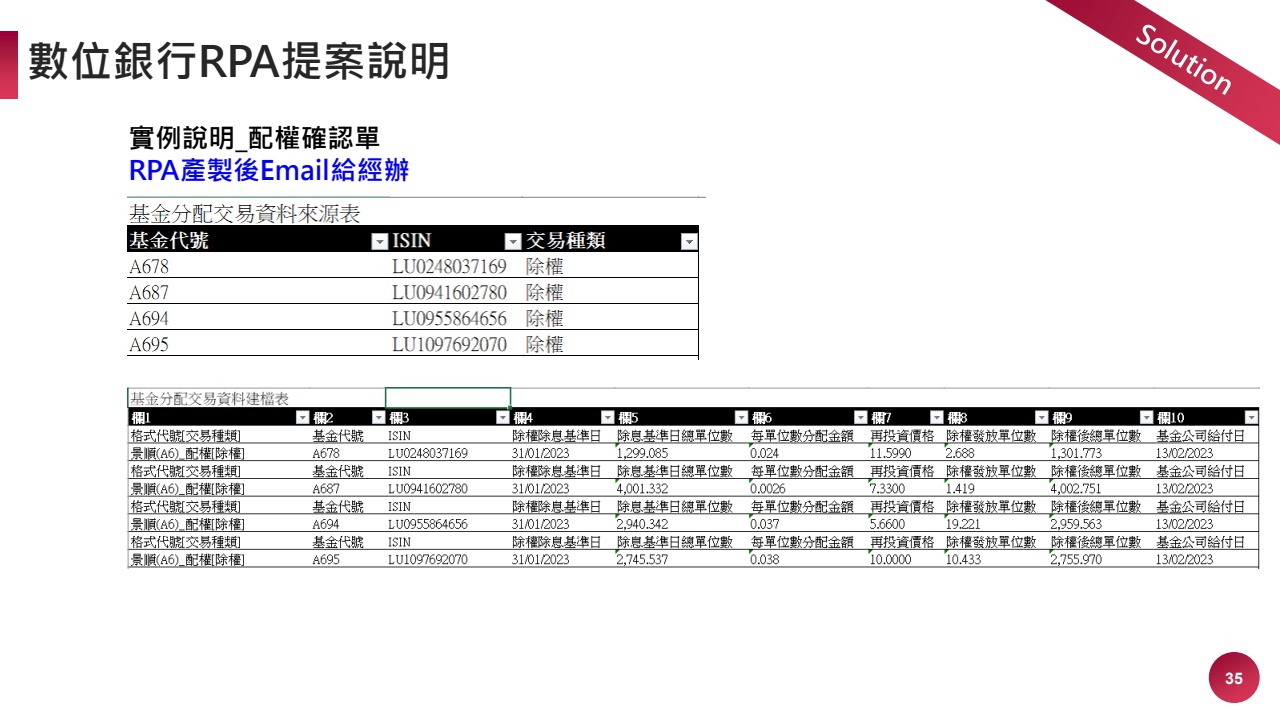 數位銀行RPA提案說明
Solution
實例說明_配權確認單
RPA產製後Email給經辦
基金分配交易資料來源表
基金代號 ISIN 交易種類
A678 LU0248037169 除權
A687 LU0941602780 除權
A694 LU0955864656 除權
A695 LU1097692070 除權
基金分配交易資料建檔表
欄1 欄2 欄3 欄4 欄5 欄6 欄7 欄8 欄9 欄10
格式代號[交易種類] 基金代號 ISIN 除權除息基準日 除息基準日總單位數 每單位數分配金額 再投資價格 除權發放單位數 除權後總單位數 基金公司給付日
景順(A6)_配權[除權] A678 LU0248037169 31/01/2023 1,299.085 0.024 11.5990 2.688 1,301.773 13/02/2023
格式代號[交易種類] 基金代號 ISIN 除權除息基準日 除息基準日總單位數 每單位數分配金額 再投資價格 除權發放單位數 除權後總單位數 基金公司給付日
景順(A6)_配權[除權] A687 LU0941602780 31/01/2023 4,001.332 0.0026 7.3300 1.419 4,002.751 13/02/2023
格式代號[交易種類] 基金代號 ISIN 除權除息基準日 除息基準日總單位數 每單位數分配金額 再投資價格 除權發放單位數 除權後總單位數 基金公司給付日
景順(A6)_配權[除權] A694 LU0955864656 31/01/2023 2,940.342 0.037 5.6600 19.221 2,959.563 13/02/2023
格式代號[交易種類] 基金代號 ISIN 除權除息基準日 除息基準日總單位數 每單位數分配金額 再投資價格 除權發放單位數 除權後總單位數 基金公司給付日
景順(A6)_配權[除權] A695 LU1097692070 31/01/2023 2,745.537 0.038 10.0000 10.433 2,755.970 13/02/2023
35